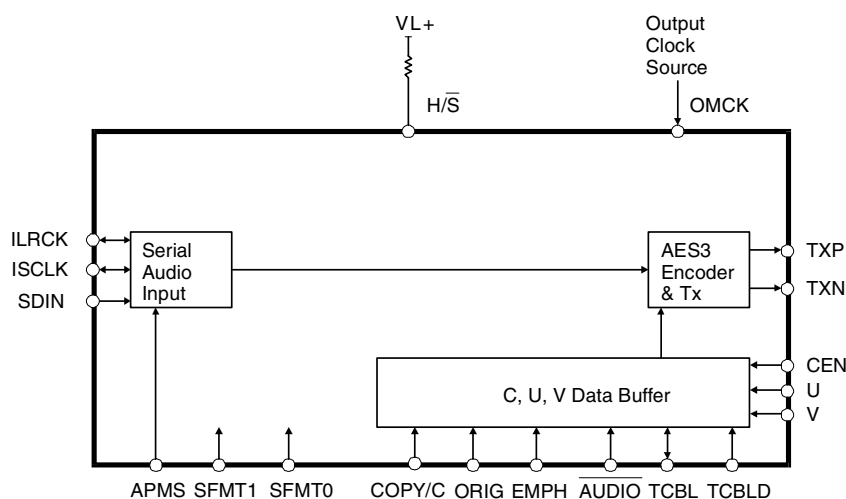 VL+
Output
Clock
Source
H/S̅
OMCK
ILRCK
ISCLK
SDIN
Serial
Audio
Input
AES3
Encoder
& Tx
TXP
TXN
C, U, V Data Buffer
CEN
U
V
APMS SFMT1 SFMT0 COPY/C ORIG EMPH A̅U̅D̅I̅O̅ TCBL TCBLD